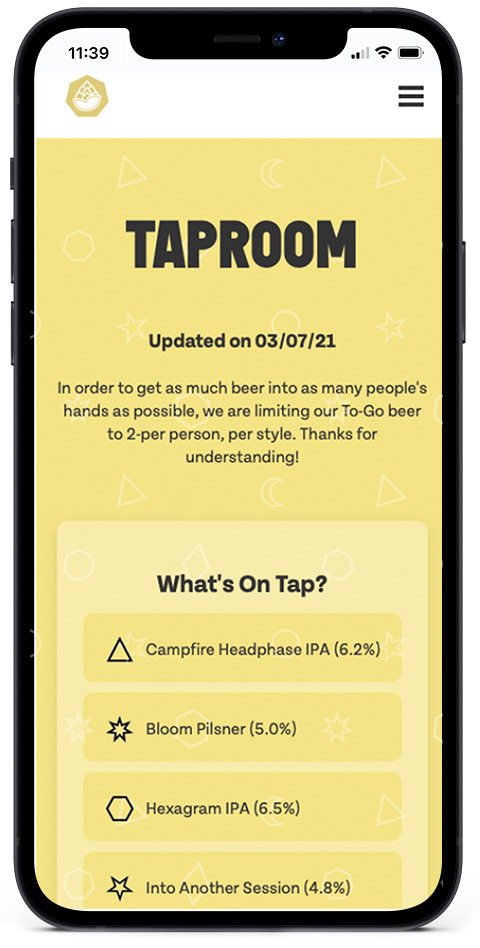 11:39
TAPROOM
Updated on 03/07/21
In order to get as much beer into as many people's
hands as possible, we are limiting our To-Go beer
to 2-per person, per style. Thanks for
understanding!
What's On Tap?
Campfire Headphase IPA (6.2%)
Bloom Pilsner (5.0%)
Hexagram IPA (6.5%)
Into Another Session (4.8%)